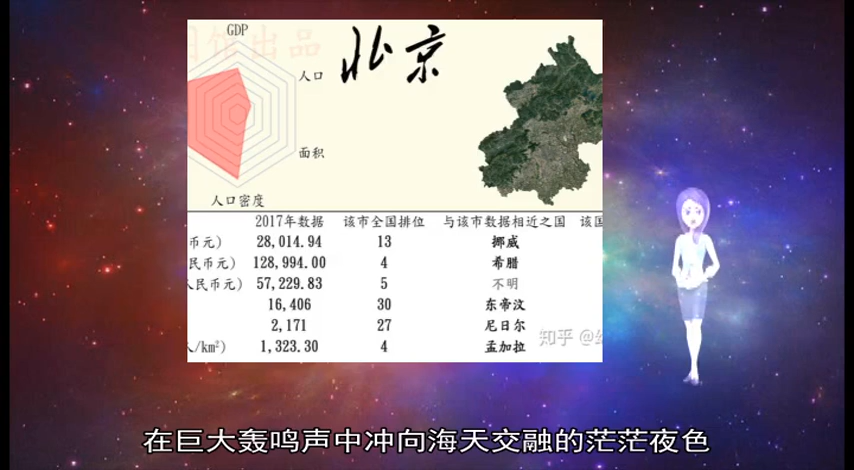 GDP
出品
北京
人口
面积
人口密度
2017年数据 该市全国排位 与该市数据相近之国 该国
币元) 28,014.94 13 挪威
民币元) 128,994.00 4 希腊
人民币元) 57,229.83 5 不明
16,406 30 东帝汶
2,171 27 尼日尔
人/km²) 1,323.30 4 孟加拉
知乎 @
在巨大轰鸣声中冲向海天交融的茫茫夜色